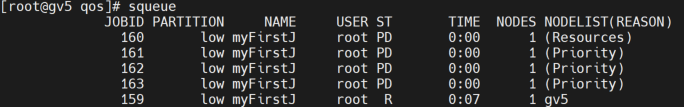 [root@gv5 qos]# squeue
JOBID PARTITION NAME USER ST TIME NODES NODELIST(REASON)
160 low myFirstJ root PD 0:00 1 (Resources)
161 low myFirstJ root PD 0:00 1 (Priority)
162 low myFirstJ root PD 0:00 1 (Priority)
163 low myFirstJ root PD 0:00 1 (Priority)
159 low myFirstJ root R 0:07 1 gv5